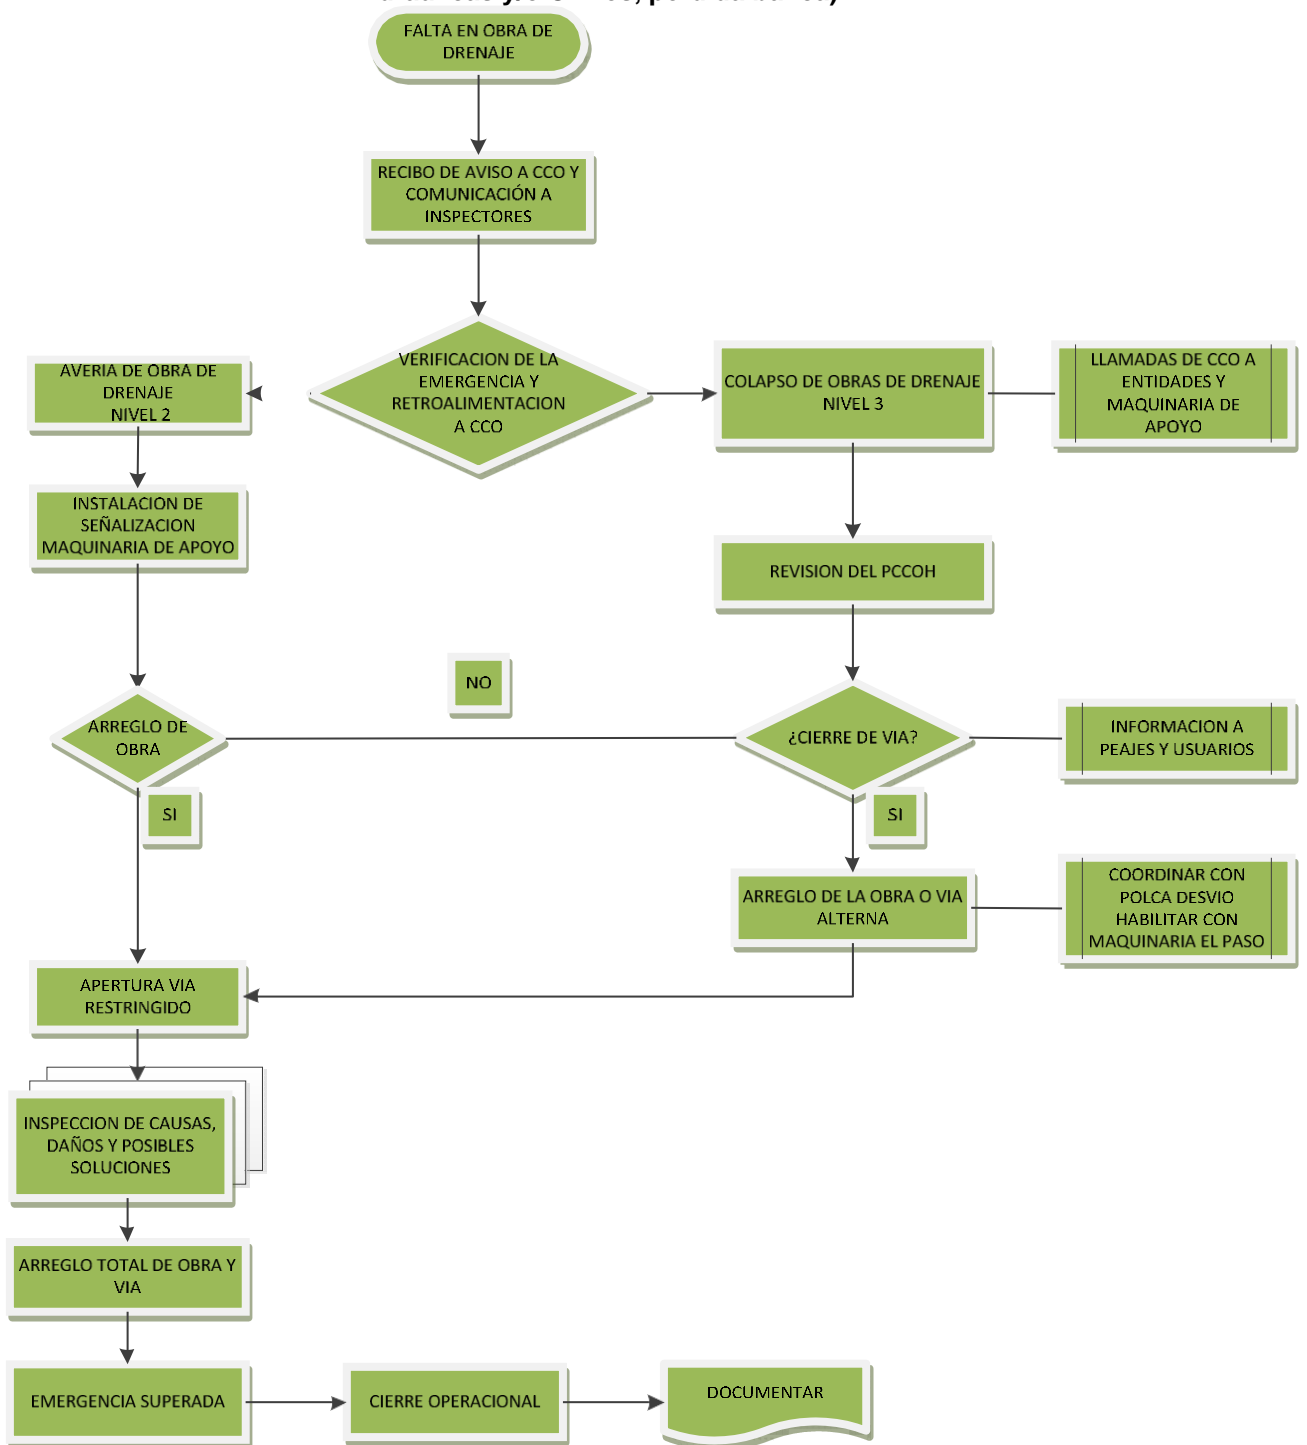 FALTA EN OBRA DE
DRENAJE
RECIBO DE AVISO A CCO Y
COMUNICACIÓN A
INSPECTORES
VERIFICACION DE LA
EMERGENCIA Y
RETROALIMENTACION
A CCO
AVERIA DE OBRA DE
DRENAJE
NIVEL 2
COLAPSO DE OBRAS DE DRENAJE
NIVEL 3
LLAMADAS DE CCO A
ENTIDADES Y
MAQUINARIA DE
APOYO
INSTALACION DE
SEÑALIZACION
MAQUINARIA DE APOYO
REVISION DEL PCCOH
NO
ARREGLO DE
OBRA
¿CIERRE DE VIA?
INFORMACION A
PEAJES Y USUARIOS
SI
SI
ARREGLO DE LA OBRA O VIA
ALTERNA
COORDINAR CON
POLCA DESVIO
HABILITAR CON
MAQUINARIA EL PASO
APERTURA VIA
RESTRINGIDO
INSPECCION DE CAUSAS,
DAÑOS Y POSIBLES
SOLUCIONES
ARREGLO TOTAL DE OBRA Y
VIA
EMERGENCIA SUPERADA
CIERRE OPERACIONAL
DOCUMENTAR